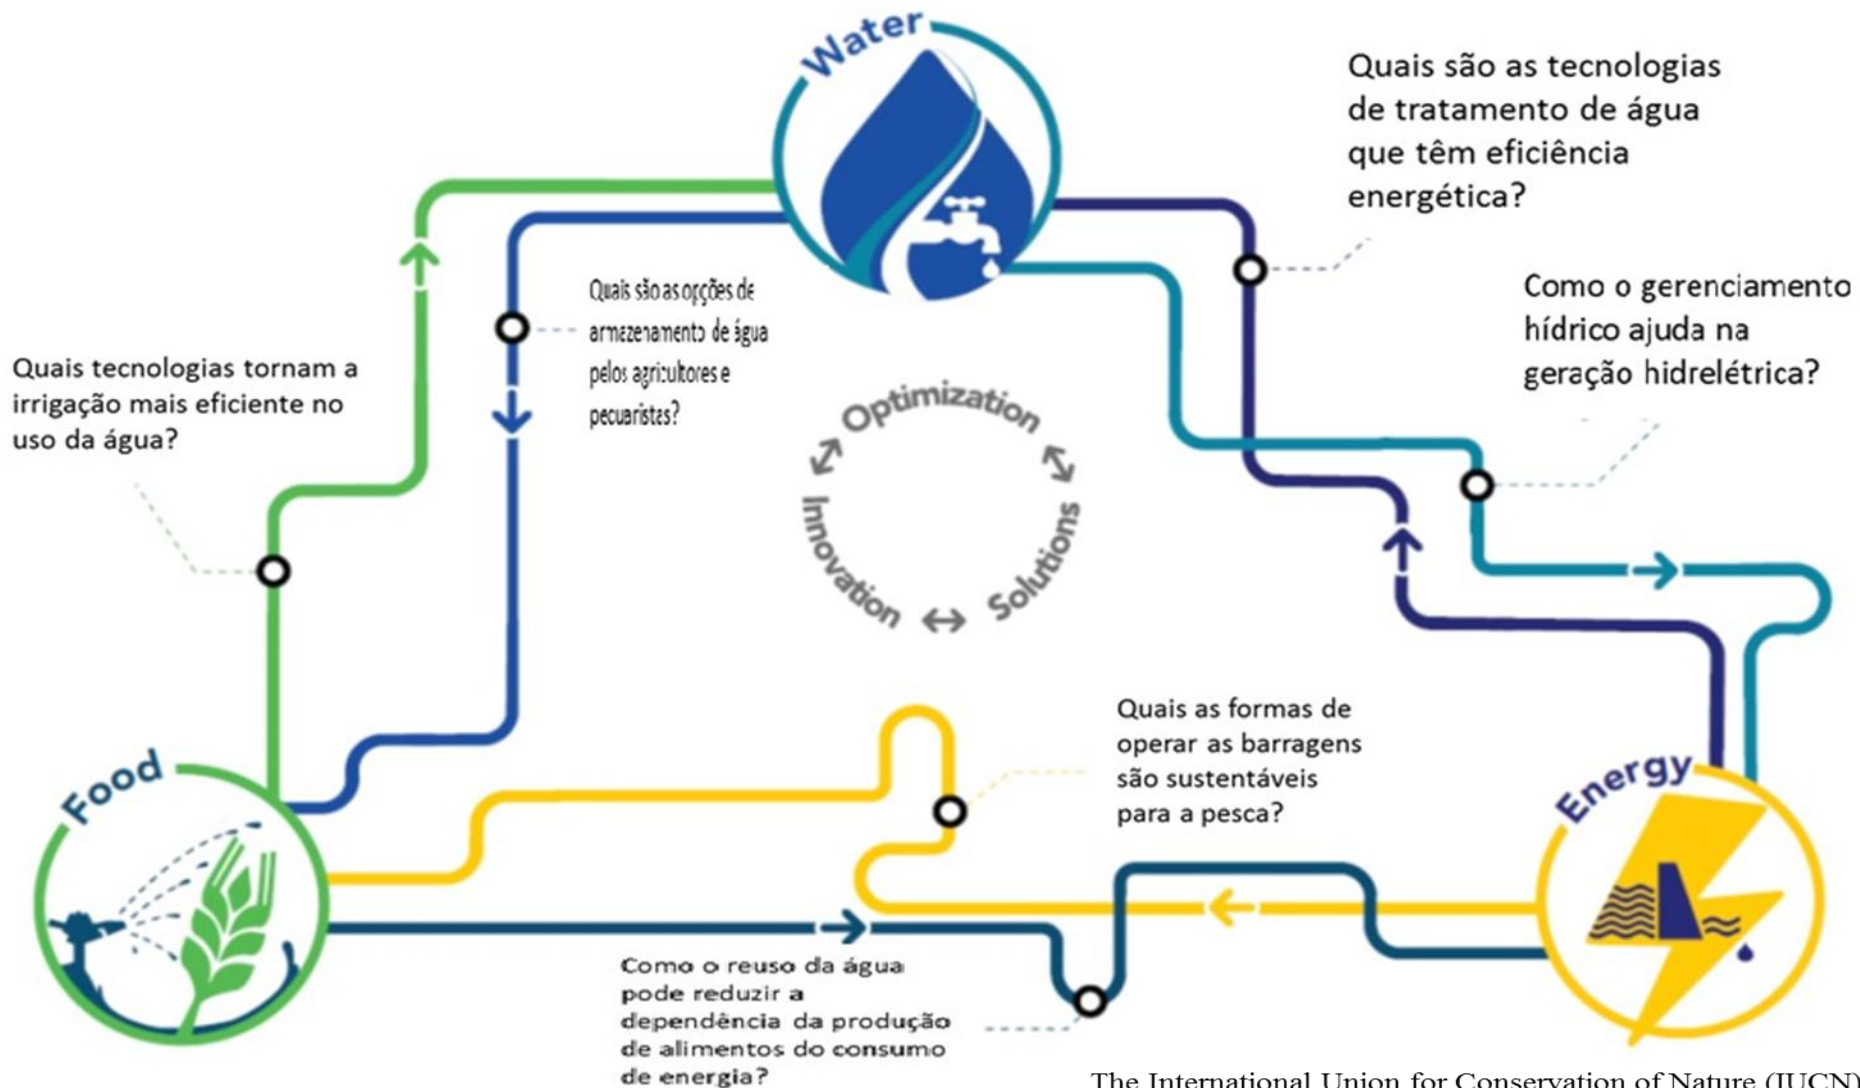 Water
Quais são as tecnologias
de tratamento de água
que têm eficiência
energética?
Como o gerenciamento
hídrico ajuda na
geração hidrelétrica?
Quais são as opções de
armazenamento de água
pelos agricultores e
pecuaristas?
Quais tecnologias tornam a
irrigação mais eficiente no
uso da água?
Optimization
Innovation
Solutions
Quais as formas de
operar as barragens
são sustentáveis
para a pesca?
Food
Energy
Como o reuso da água
pode reduzir a
dependência da produção
de alimentos do consumo
de energia?
The International Union for Conservation of Nature (IUCN)